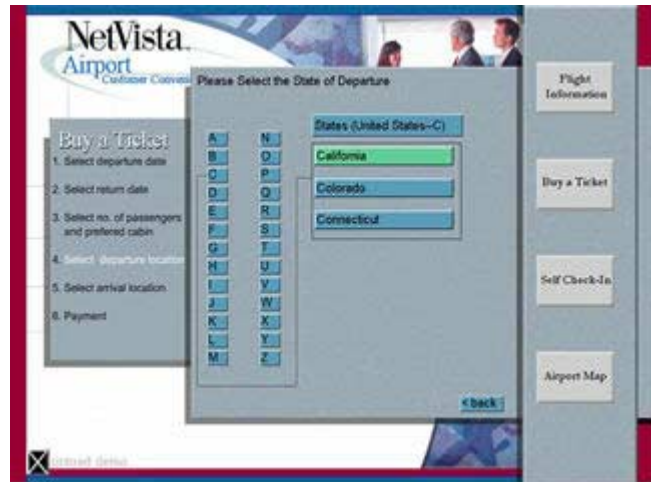 NetVista.
Airport
Customer
Please Select the State of Departure
Buy a Ticket
1. Select departure date
2. Select return date
3. Select no. of passengers
and prefered cabin
4. Select departure location
5. Select arrival location
6. Payment
States (United States--C)
California
Colorado
Connecticut
A N
B O
C P
D Q
E R
F S
G T
H U
I V
J W
K X
L Y
M Z
< back
Flight
Information
Buy a Ticket
Self Check-In
Airport Map
demo